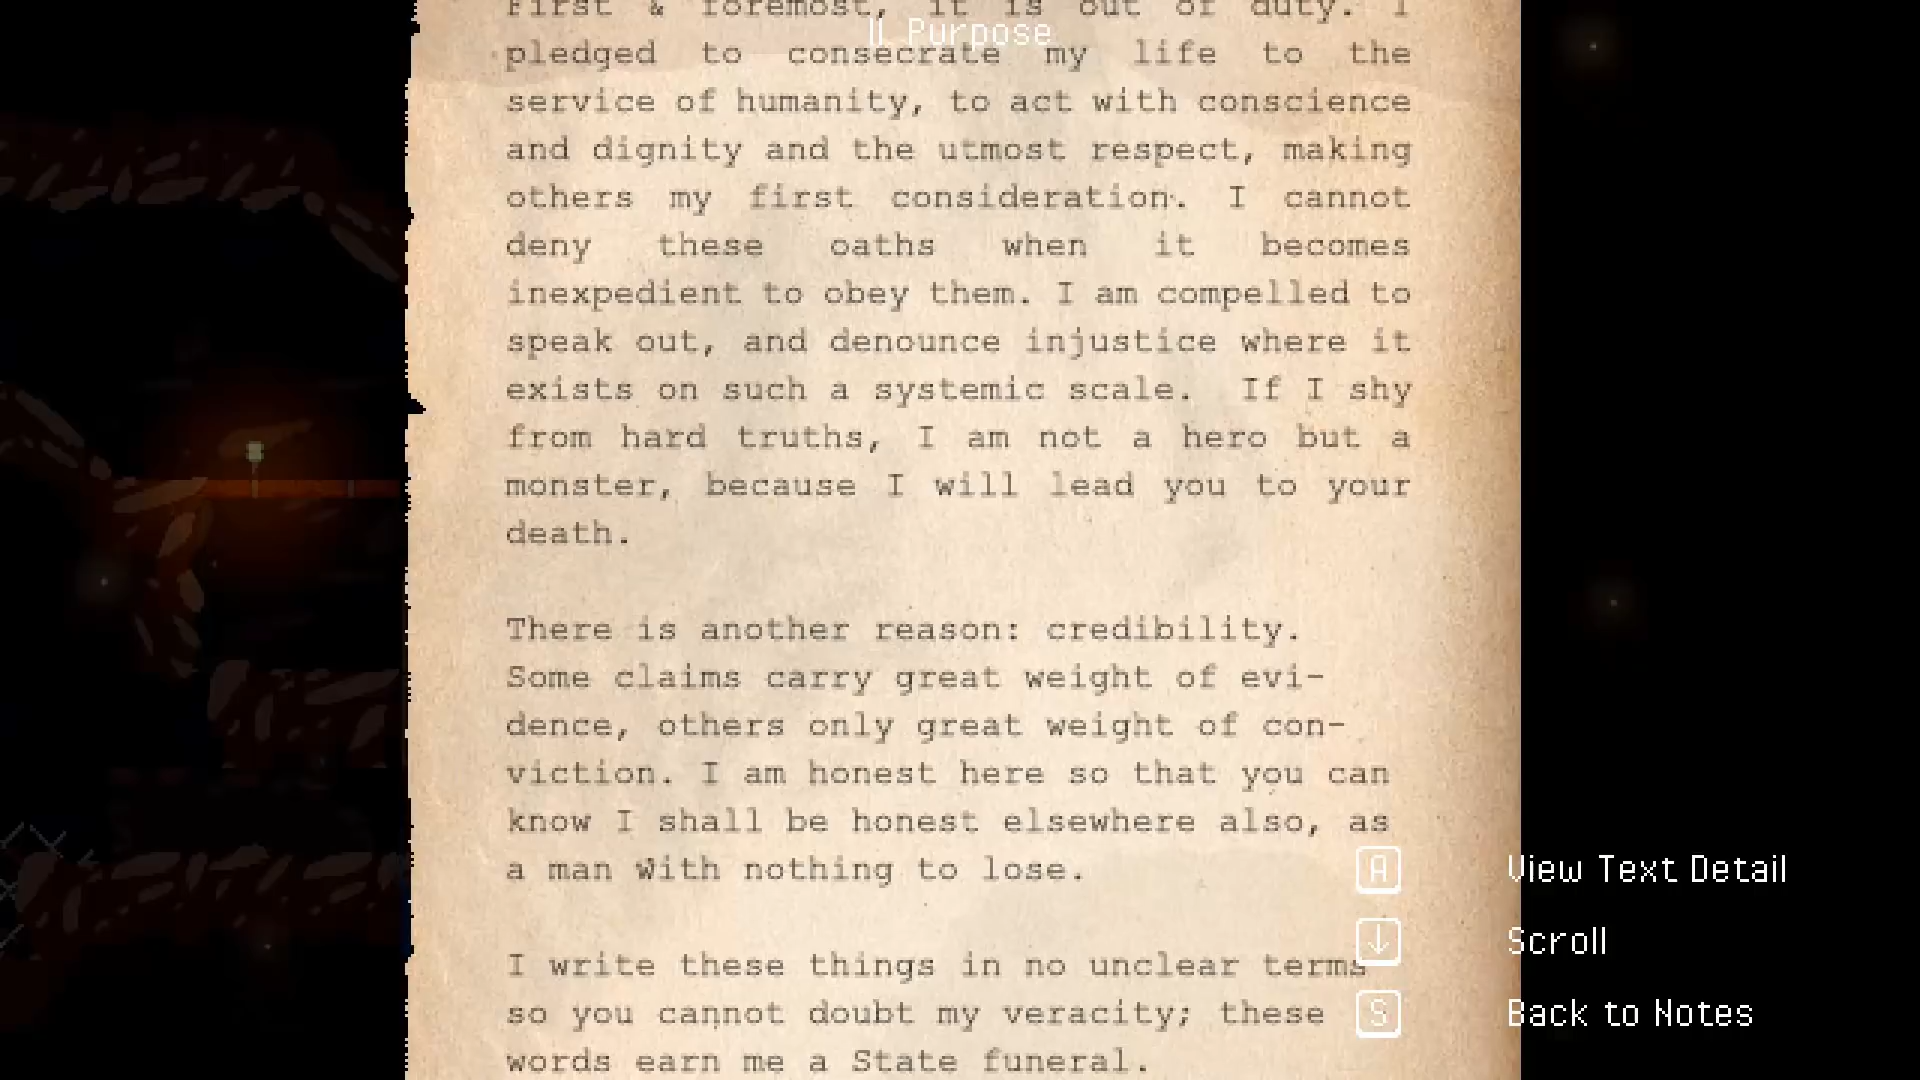 First & foremost, it is out of duty. I
II Purpose
pledged to consecrate my life to the
service of humanity, to act with conscience
and dignity and the utmost respect, making
others my first consideration. I cannot
deny these oaths when it becomes
inexpedient to obey them. I am compelled to
speak out, and denounce injustice where it
exists on such a systemic scale. If I shy
from hard truths, I am not a hero but a
monster, because I will lead you to your
death.
There is another reason: credibility.
Some claims carry great weight of evi-
dence, others only great weight of con-
viction. I am honest here so that you can
know I shall be honest elsewhere also, as
a man with nothing to lose.
I write these things in no unclear terms
so you cannot doubt my veracity; these
words earn me a State funeral.
A View Text Detail
↓ Scroll
S Back to Notes